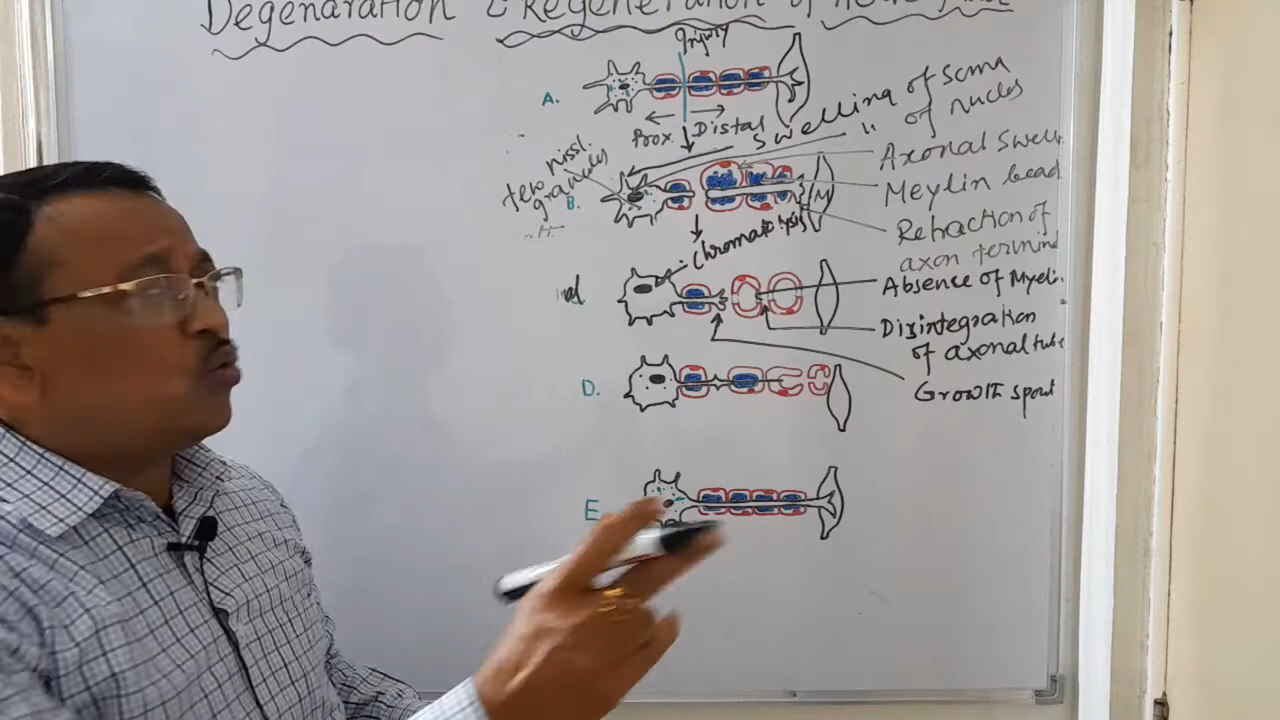 Degenaration & Regeneration of
Injury
A.
Prox. Distal
Swelling of Soma
" of nucles
few nissl.
granules
Axonal Swell
B.
M
Meylin bead
Retraction of
axon termin
Chromatolysis
Absence of Myeli
Disintegration
of axonal tube
D.
Growth spout
E